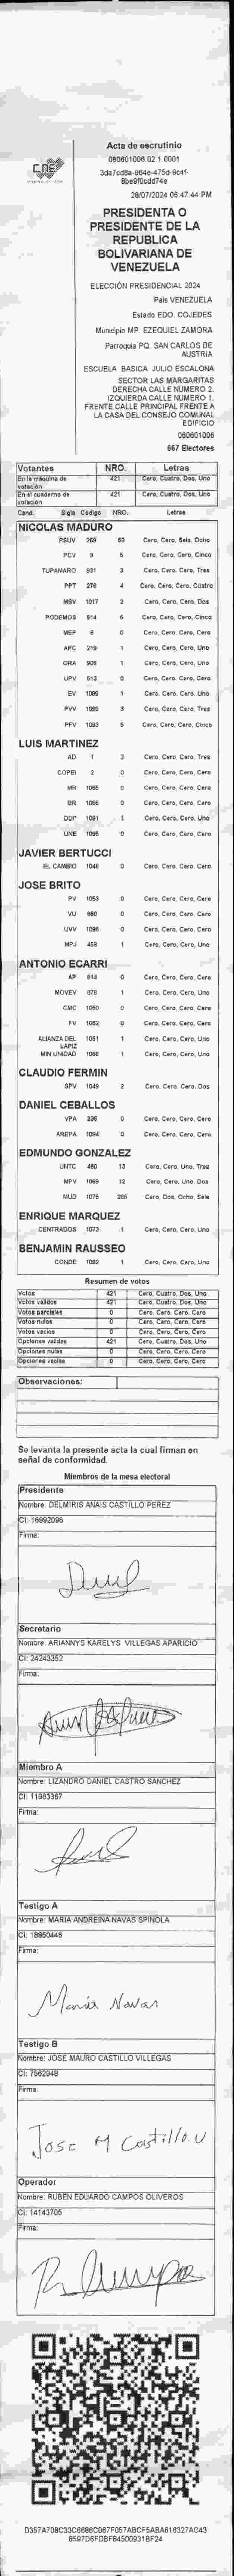 CNE
Acta de escrutinio
080601006.02.1.0001
28/07/2024 06:47:44 PM
PRESIDENTA O
PRESIDENTE DE LA
REPUBLICA
BOLIVARIANA DE
VENEZUELA
ELECCIÓN PRESIDENCIAL 2024
Pais VENEZUELA
Estado EDO. COJEDES
Municipio MP. EZEQUIEL ZAMORA
Parroquia PQ. SAN CARLOS DE
AUSTRIA
ESCUELA BASICA JULIO ESCALONA
SECTOR LAS MARGARITAS
DERECHA CALLE NÚMERO 2.
IZQUIERDA CALLE NÚMERO 1.
FRENTE CALLE PRINCIPAL FRENTE A
LA CASA DEL CONSEJO COMUNAL
EDIFICIO
080601006
667 Electores
Votantes NRO. Letras
En la máquina de votación 421 Cero, Cuatro, Dos, Uno
En el cuaderno de votación 421 Cero, Cuatro, Dos, Uno
Cand. Sigla Código NRO. Letras
NICOLAS MADURO
PSUV 269 68 Cero, Cero, Seis, Ocho
PCV 9 5 Cero, Cero, Cero, Cinco
TUPAMARO 931 3 Cero, Cero, Cero, Tres
PPT 276 4 Cero, Cero, Cero, Cuatro
MSV 1017 2 Cero, Cero, Cero, Dos
PODEMOS 514 Cero, Cero, Cero, Cinco
MEP 6 0 Cero, Cero, Cero, Cero
APC 219 1 Cero, Cero, Cero, Uno
ORA 906 1 Cero, Cero, Cero, Uno
UPV 513 0 Cero, Cero, Cero, Cero
EV 1089 1 Cero, Cero, Cero, Uno
PVV 1080 3 Cero, Cero, Cero, Tres
PFV 1093 5 Cero, Cero, Cero, Cinco
LUIS MARTINEZ
AD 1 3 Cero, Cero, Cero, Tres
COPEI 2 0 Cero, Cero, Cero, Cero
MR 1065 0 Cero, Cero, Cero, Cero
BR 1066 0 Cero, Cero, Cero, Cero
DDP 1091 1 Cero, Cero, Cero, Uno
UNE 1095 0 Cero, Cero, Cero, Cero
JAVIER BERTUCCI
EL CAMBIO 1048 0 Cero, Cero, Cero, Cero
JOSE BRITO
PV 1053 0 Cero, Cero, Cero, Cero
VU 868 0 Cero, Cero, Cero, Cero
UVV 1096 0 Cero, Cero, Cero, Cero
MPJ 458 1 Cero, Cero, Cero, Uno
ANTONIO ECARRI
AP 914 0 Cero, Cero, Cero, Cero
MOVEV 878 1 Cero, Cero, Cero, Uno
CMC 1050 0 Cero, Cero, Cero, Cero
FV 1062 0 Cero, Cero, Cero, Cero
ALIANZA DEL LAPIZ 1051 1 Cero, Cero, Cero, Uno
MIN UNIDAD 1068 1 Cero, Cero, Cero, Uno
CLAUDIO FERMIN
SPV 1049 2 Cero, Cero, Cero, Dos
DANIEL CEBALLOS
VPA 236 0 Cero, Cero, Cero, Cero
AREPA 1094 0 Cero, Cero, Cero, Cero
EDMUNDO GONZALEZ
UNTC 460 13 Cero, Cero, Uno, Tres
MPV 1069 12 Cero, Cero, Uno, Dos
MUD 1075 286 Cero, Dos, Ocho, Seis
ENRIQUE MARQUEZ
CENTRADOS 1073 1 Cero, Cero, Cero, Uno
BENJAMIN RAUSSEO
CONDE 1082 1 Cero, Cero, Cero, Uno
Resumen de votos
Votos 421 Cero, Cuatro, Dos, Uno
Votos válidos 421 Cero, Cuatro, Dos, Uno
Votos parciales 0 Cero, Cero, Cero, Cero
Votos nulos 0 Cero, Cero, Cero, Cero
Votos vacíos 0 Cero, Cero, Cero, Cero
Opciones válidas 421 Cero, Cuatro, Dos, Uno
Opciones nulas 0 Cero, Cero, Cero, Cero
Opciones vacías 0 Cero, Cero, Cero, Cero
Observaciones:
Se levanta la presente acta la cual firman en
señal de conformidad.
Miembros de la mesa electoral
Presidente
Nombre: DELMIRIS ANAIS CASTILLO PEREZ
CI: 16992096
Firma:
Secretario
Nombre: ARIANNYS KARELYS VILLEGAS APARICIO
CI: 24243352
Firma:
Miembro A
Nombre: LIZANDRO DANIEL CASTRO SANCHEZ
CI: 11963367
Firma:
Testigo A
Nombre: MARIA ANDREINA NAVAS SPINOLA
CI: 18850446
Firma:
María Navas
Testigo B
Nombre: JOSE MAURO CASTILLO VILLEGAS
CI: 7562948
Firma:
Jose M Castillo.V
Operador
Nombre: RUBEN EDUARDO CAMPOS OLIVEROS
CI: 14143705
Firma: